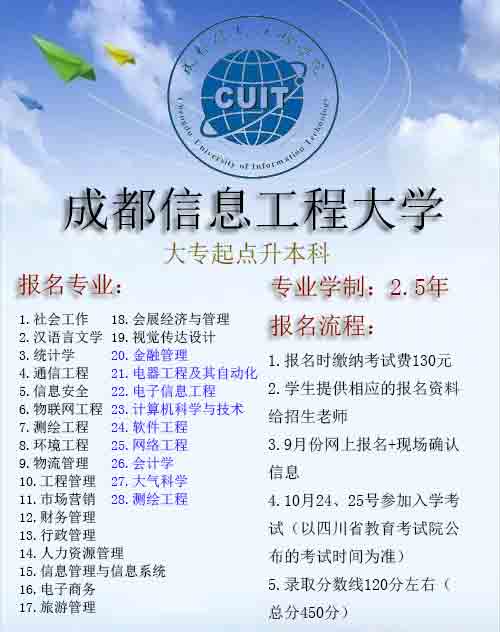 成都信息工程学院
CUIT
Chengdu University of Information Technology
成都信息工程大学
大专起点升本科
报名专业：
1.社会工作
2.汉语言文学
3.统计学
4.通信工程
5.信息安全
6.物联网工程
7.测绘工程
8.环境工程
9.物流管理
10.工程管理
11.市场营销
12.财务管理
13.行政管理
14.人力资源管理
15.信息管理与信息系统
16.电子商务
17.旅游管理
18.会展经济与管理
19.视觉传达设计
20.金融管理
21.电器工程及其自动化
22.电子信息工程
23.计算机科学与技术
24.软件工程
25.网络工程
26.会计学
27.大气科学
28.测绘工程
专业学制：2.5年
报名流程：
1.报名时缴纳考试费130元
2.学生提供相应的报名资料
给招生老师
3.9月份网上报名+现场确认
信息
4.10月24、25号参加入学考
试（以四川省教育考试院公
布的考试时间为准）
5.录取分数线120分左右（
总分450分）